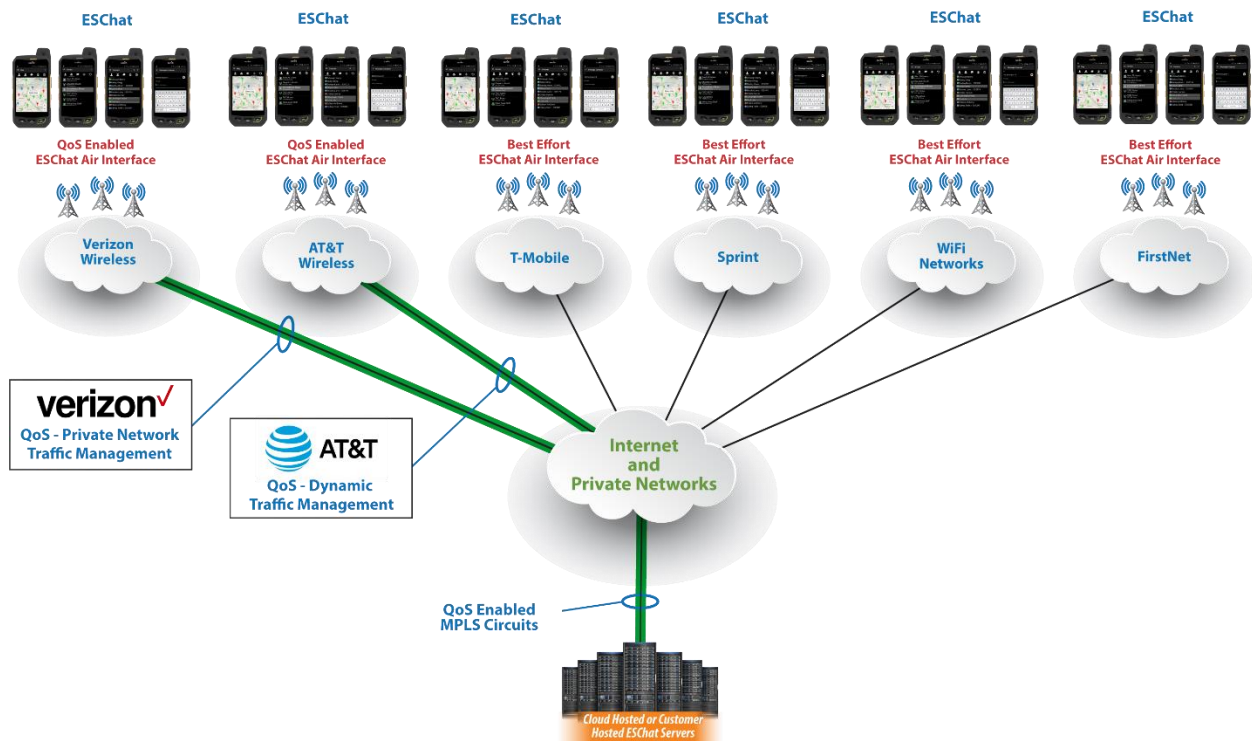 ESChat
ESChat
ESChat
ESChat
ESChat
ESChat
QoS Enabled
ESChat Air Interface
QoS Enabled
ESChat Air Interface
Best Effort
ESChat Air Interface
Best Effort
ESChat Air Interface
Best Effort
ESChat Air Interface
Best Effort
ESChat Air Interface
Verizon
Wireless
AT&T
Wireless
T-Mobile
Sprint
WiFi
Networks
FirstNet
verizon✓
QoS - Private Network
Traffic Management
AT&T
QoS - Dynamic
Traffic Management
Internet
and
Private Networks
QoS Enabled
MPLS Circuits
Cloud Hosted or Customer
Hosted ESChat Servers